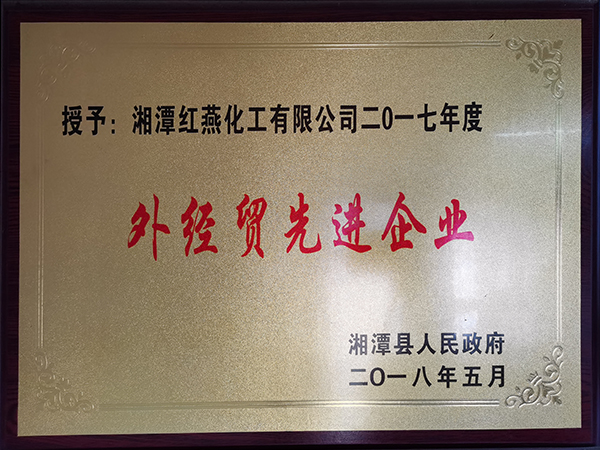 授予：湘潭红燕化工有限公司二O一七年度
外经贸先进企业
湘潭县人民政府
二O一八年五月